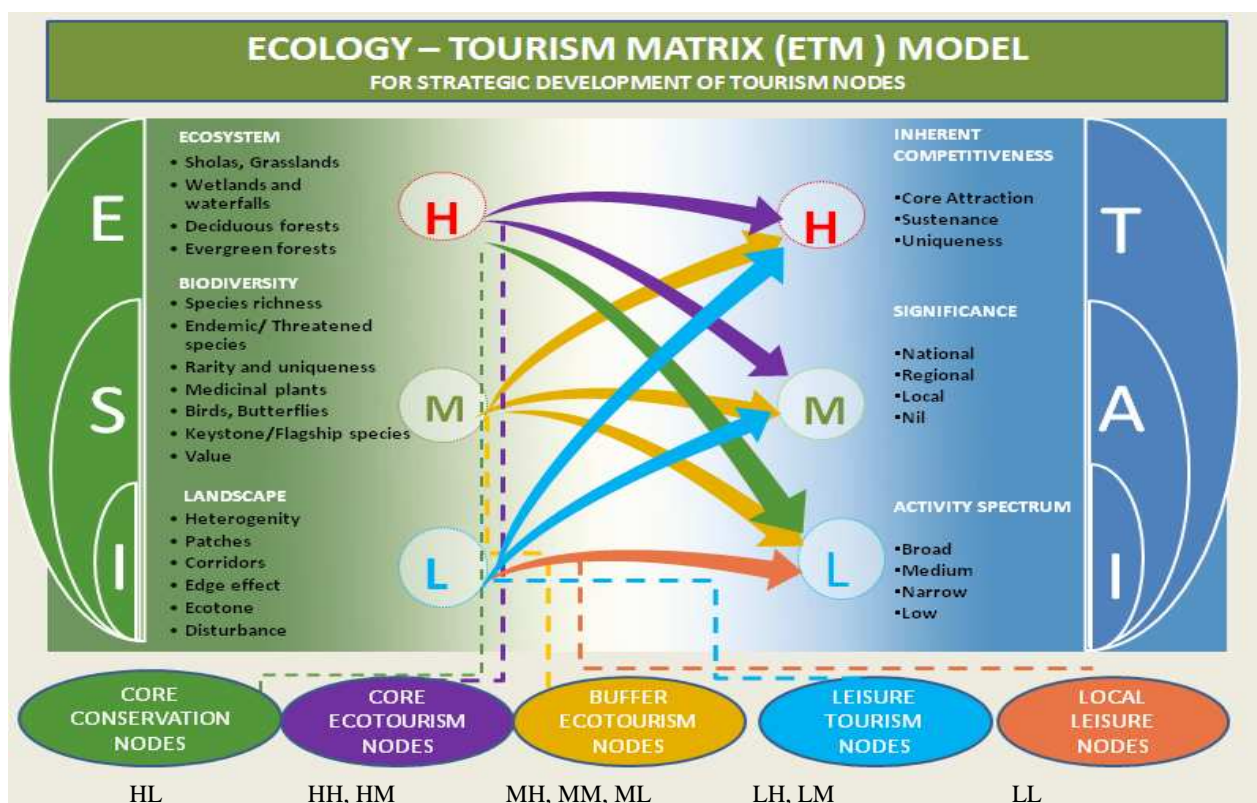 ECOLOGY – TOURISM MATRIX (ETM ) MODEL
FOR STRATEGIC DEVELOPMENT OF TOURISM NODES
E
S
I
ECOSYSTEM
• Sholas, Grasslands
• Wetlands and
waterfalls
• Deciduous forests
• Evergreen forests
BIODIVERSITY
• Species richness
• Endemic/ Threatened
species
• Rarity and uniqueness
• Medicinal plants
• Birds, Butterflies
• Keystone/Flagship species
• Value
LANDSCAPE
• Heterogenity
• Patches
• Corridors
• Edge effect
• Ecotone
• Disturbance
H
M
L
H
M
L
INHERENT
COMPETITIVENESS
▪Core Attraction
▪Sustenance
▪Uniqueness
SIGNIFICANCE
▪National
▪Regional
▪Local
▪Nil
ACTIVITY SPECTRUM
▪Broad
▪Medium
▪Narrow
▪Low
T
A
I
CORE
CONSERVATION
NODES
CORE
ECOTOURISM
NODES
BUFFER
ECOTOURISM
NODES
LEISURE
TOURISM
NODES
LOCAL
LEISURE
NODES
HL
HH, HM
MH, MM, ML
LH, LM
LL